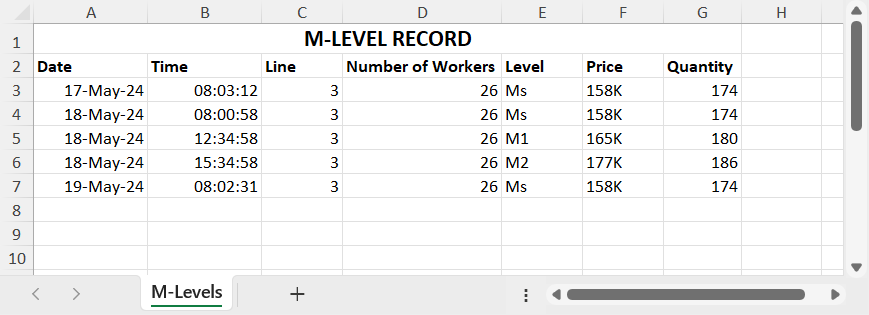 A B C D E F G H
1 M-LEVEL RECORD
2 Date Time Line Number of Workers Level Price Quantity
3 17-May-24 08:03:12 3 26 Ms 158K 174
4 18-May-24 08:00:58 3 26 Ms 158K 174
5 18-May-24 12:34:58 3 26 M1 165K 180
6 18-May-24 15:34:58 3 26 M2 177K 186
7 19-May-24 08:02:31 3 26 Ms 158K 174
8
9
10
M-Levels